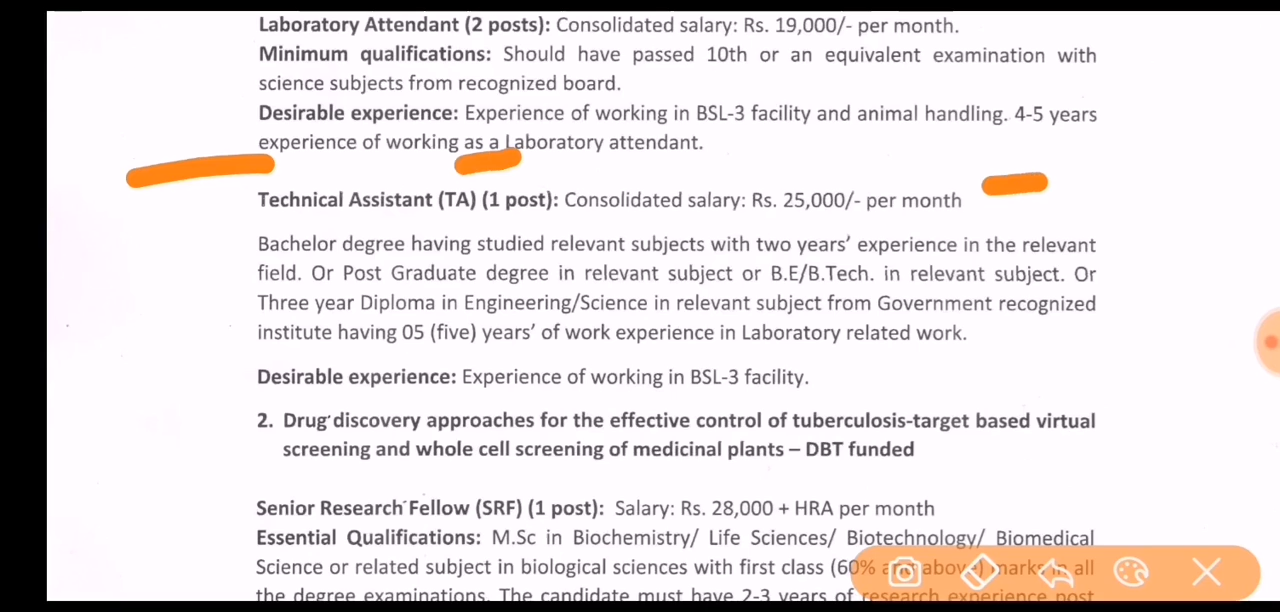 Laboratory Attendant (2 posts): Consolidated salary: Rs. 19,000/- per month.
Minimum qualifications: Should have passed 10th or an equivalent examination with
science subjects from recognized board.
Desirable experience: Experience of working in BSL-3 facility and animal handling. 4-5 years
experience of working as a Laboratory attendant.
Technical Assistant (TA) (1 post): Consolidated salary: Rs. 25,000/- per month
Bachelor degree having studied relevant subjects with two years’ experience in the relevant
field. Or Post Graduate degree in relevant subject or B.E/B.Tech. in relevant subject. Or
Three year Diploma in Engineering/Science in relevant subject from Government recognized
institute having 05 (five) years’ of work experience in Laboratory related work.
Desirable experience: Experience of working in BSL-3 facility.
2. Drug discovery approaches for the effective control of tuberculosis-target based virtual
screening and whole cell screening of medicinal plants – DBT funded
Senior Research Fellow (SRF) (1 post): Salary: Rs. 28,000 + HRA per month
Essential Qualifications: M.Sc in Biochemistry/ Life Sciences/ Biotechnology/ Biomedical
Science or related subject in biological sciences with first class (60% and above) marks in all
the degree examinations. The candidate must have 2-3 years of research experience post